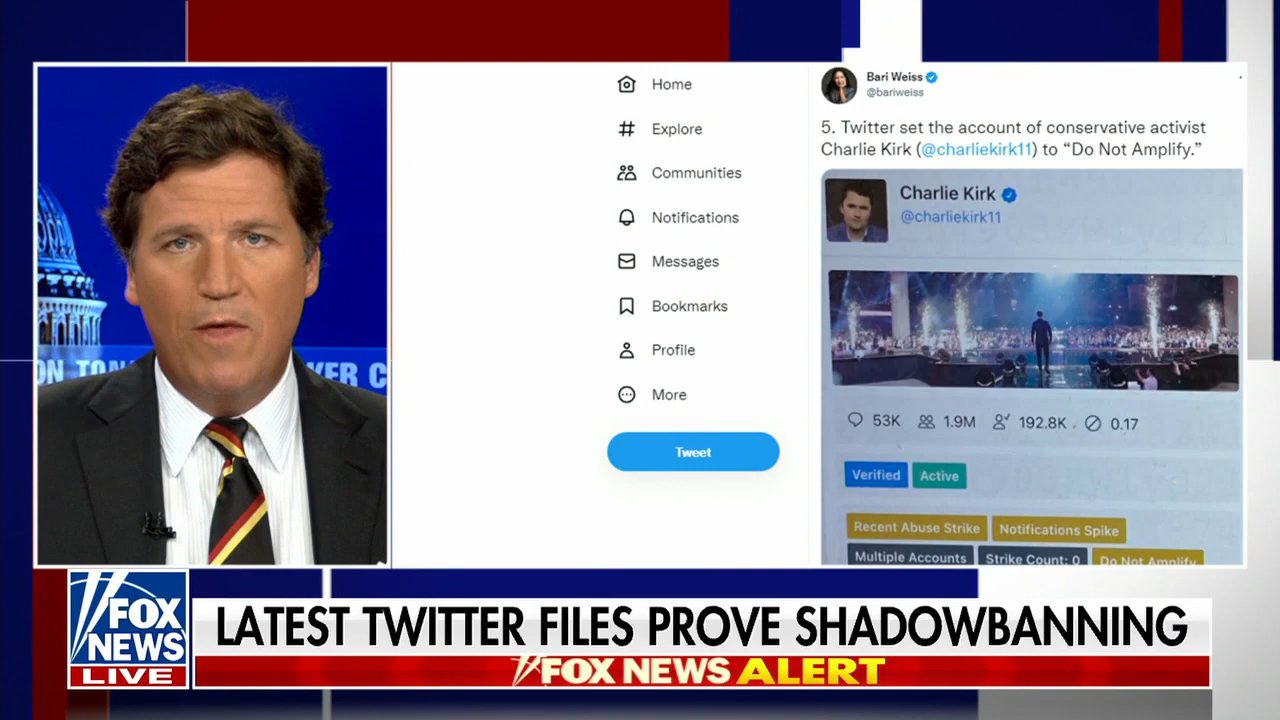 ON TON
VER C
Home
Explore
Communities
Notifications
Messages
Bookmarks
Profile
More
Tweet
Bari Weiss
@bariweiss
5. Twitter set the account of conservative activist
Charlie Kirk (@charliekirk11) to “Do Not Amplify.”
Charlie Kirk
@charliekirk11
53K 1.9M 192.8K 0.17
Verified Active
Recent Abuse Strike Notifications Spike
Multiple Accounts Strike Count: 0 Do Not Amplify
FOX
NEWS
LIVE
LATEST TWITTER FILES PROVE SHADOWBANNING
FOX NEWS ALERT